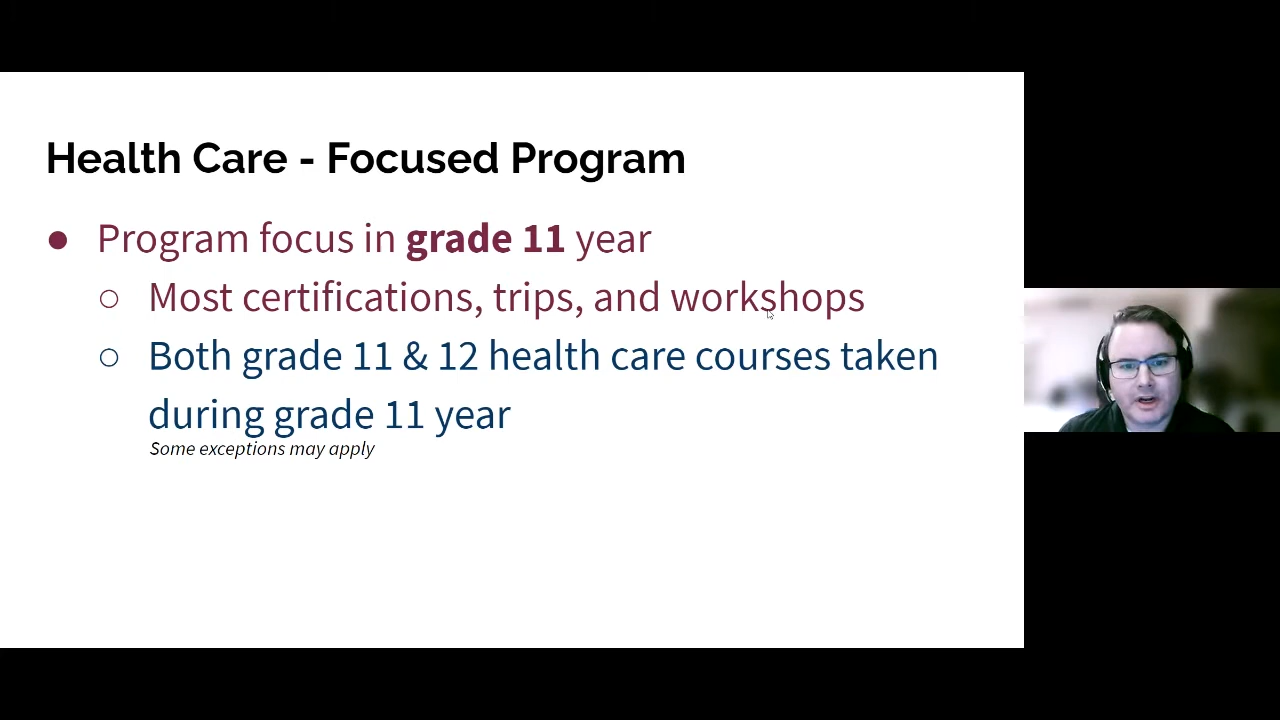 Health Care - Focused Program
● Program focus in grade 11 year
○ Most certifications, trips, and workshops
○ Both grade 11 & 12 health care courses taken
during grade 11 year
Some exceptions may apply